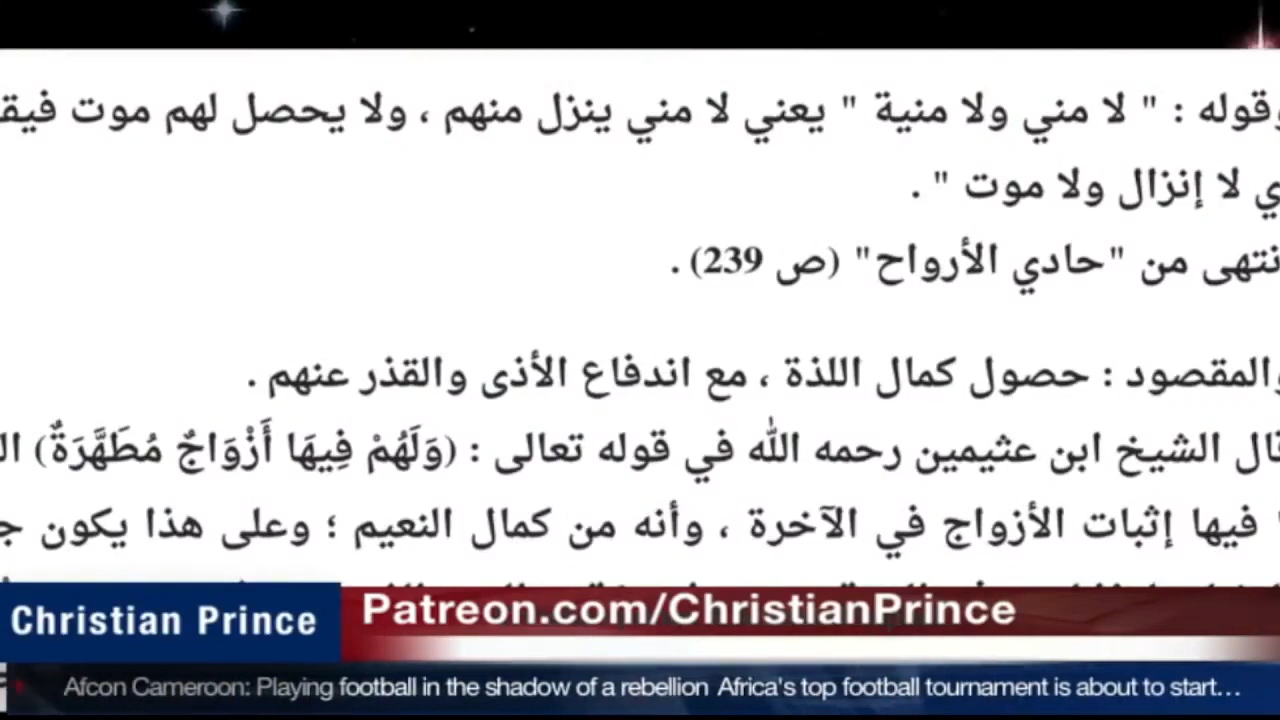 وقوله : " لا مني ولا منية " يعني لا مني ينزل منهم ، ولا يحصل لهم موت
لا إنزال ولا موت " .
من "حادي الأرواح" (ص 239) .
والمقصود : حصول كمال اللذة ، مع اندفاع الأذى والقذر عنهم .
قال الشيخ ابن عثيمين رحمه الله في قوله تعالى : (وَلَهُمْ فِيهَا أَزْوَاجٌ مُطَهَّرَةٌ)
فيها إثبات الأزواج في الآخرة ، وأنه من كمال النعيم ؛ وعلى هذا يكون
Christian Prince
Patreon.com/ChristianPrince
Afcon Cameroon: Playing football in the shadow of a rebellion Africa's top football tournament is about to start…